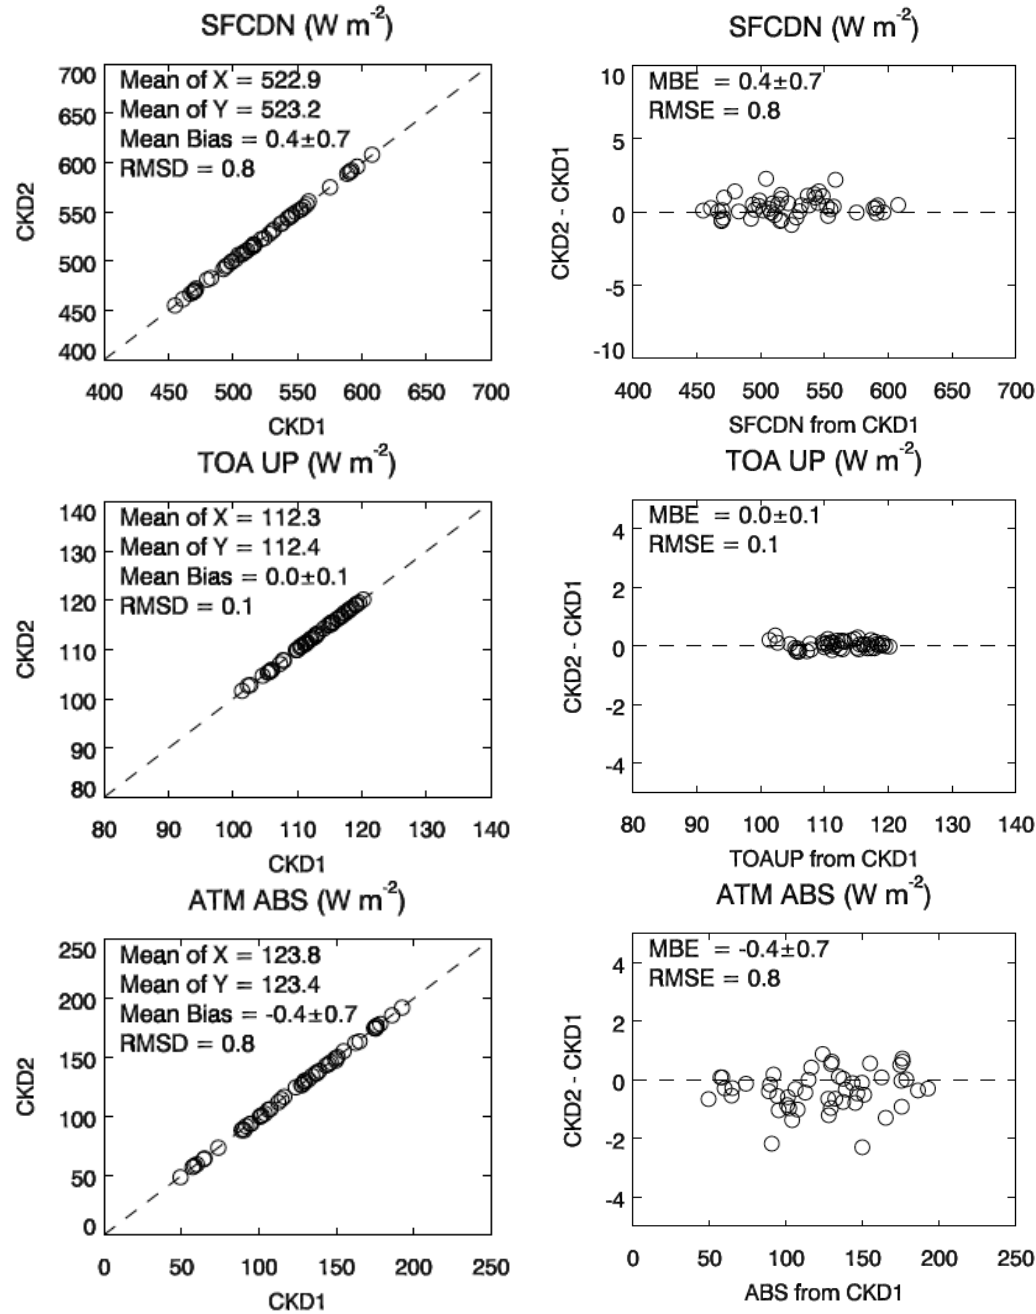 SFCDN (W m-2)
700
650
600
550
500
450
400
CKD2
Mean of X = 522.9
Mean of Y = 523.2
Mean Bias = 0.4±0.7
RMSD = 0.8
400 450 500 550 600 650 700
CKD1
SFCDN (W m-2)
10
5
0
-5
-10
CKD2 - CKD1
MBE = 0.4±0.7
RMSE = 0.8
400 450 500 550 600 650 700
SFCDN from CKD1
TOA UP (W m-2)
140
130
120
110
100
90
80
CKD2
Mean of X = 112.3
Mean of Y = 112.4
Mean Bias = 0.0±0.1
RMSD = 0.1
80 90 100 110 120 130 140
CKD1
TOA UP (W m-2)
4
2
0
-2
-4
CKD2 - CKD1
MBE = 0.0±0.1
RMSE = 0.1
80 90 100 110 120 130 140
TOAUP from CKD1
ATM ABS (W m-2)
250
200
150
100
50
0
CKD2
Mean of X = 123.8
Mean of Y = 123.4
Mean Bias = -0.4±0.7
RMSD = 0.8
0 50 100 150 200 250
CKD1
ATM ABS (W m-2)
4
2
0
-2
-4
CKD2 - CKD1
MBE = -0.4±0.7
RMSE = 0.8
0 50 100 150 200 250
ABS from CKD1